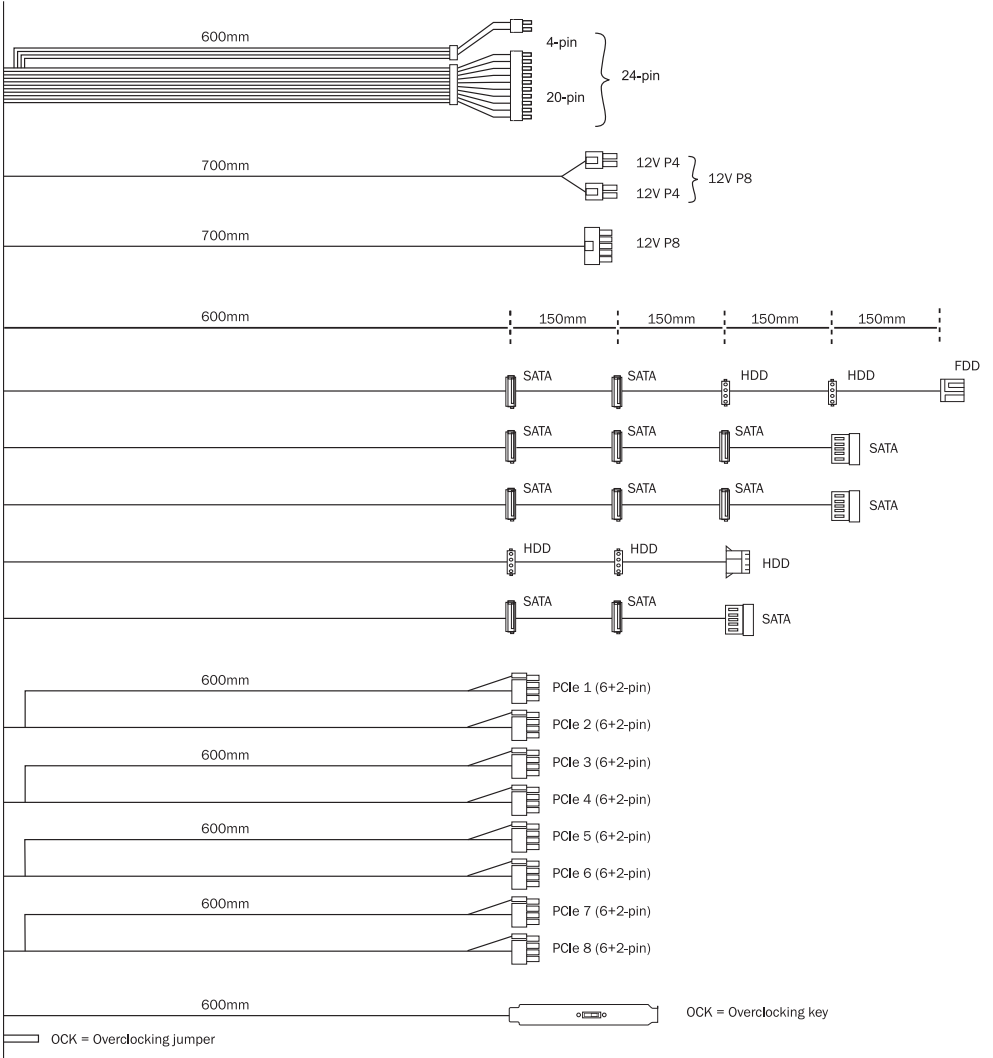 600mm
4-pin
24-pin
20-pin
700mm
12V P4
12V P8
12V P4
700mm
12V P8
600mm 150mm 150mm 150mm 150mm
SATA SATA HDD HDD FDD
SATA SATA SATA SATA
SATA SATA SATA SATA
HDD HDD HDD
SATA SATA SATA
600mm
PCIe 1 (6+2-pin)
PCIe 2 (6+2-pin)
600mm
PCIe 3 (6+2-pin)
PCIe 4 (6+2-pin)
600mm
PCIe 5 (6+2-pin)
PCIe 6 (6+2-pin)
600mm
PCIe 7 (6+2-pin)
PCIe 8 (6+2-pin)
600mm
OCK = Overclocking key
OCK = Overclocking jumper